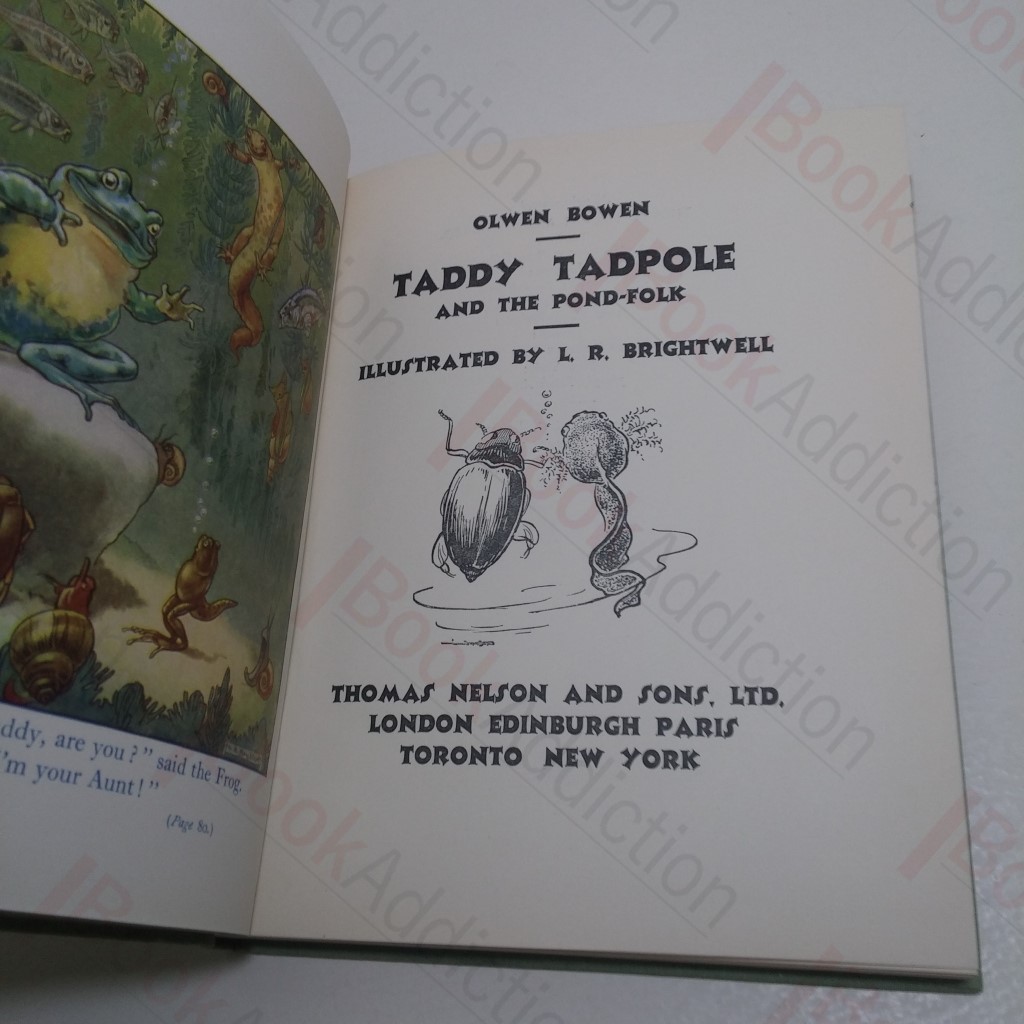 ddy, are you?" said the Frog.
'm your Aunt!"
(Page 80.)
OLWEN BOWEN
TADDY TADPOLE
AND THE POND-FOLK
ILLUSTRATED BY L. R. BRIGHTWELL
THOMAS NELSON AND SONS, LTD.
LONDON EDINBURGH PARIS
TORONTO NEW YORK
BookAddiction